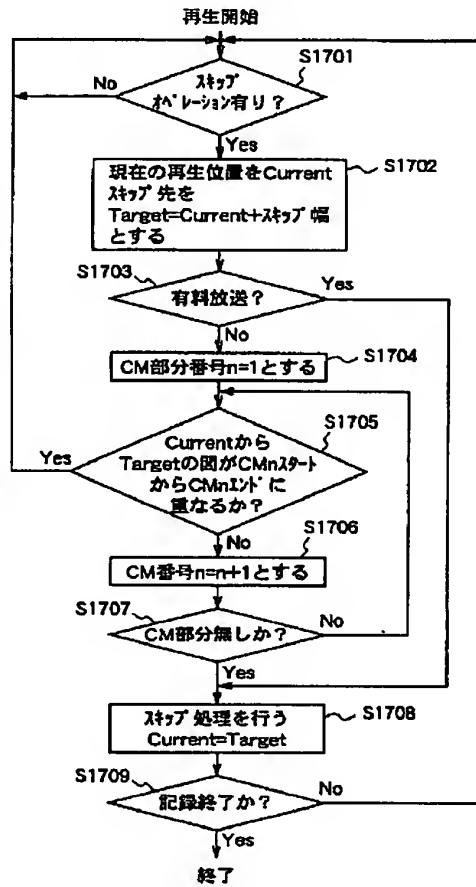 再生開始
S1701
スキップ
オペレーション有り？
No
Yes
S1702
現在の再生位置をCurrent
スキップ先を
Target=Current+スキップ幅
とする
S1703
有料放送？
Yes
No
S1704
CM部分番号n=1とする
S1705
Currentから
Targetの図がCMnスタート
からCMnエンドに
重なるか？
Yes
No
S1706
CM番号n=n+1とする
S1707
CM部分無しか？
No
Yes
S1708
スキップ処理を行う
Current=Target
S1709
記録終了か？
No
Yes
終了